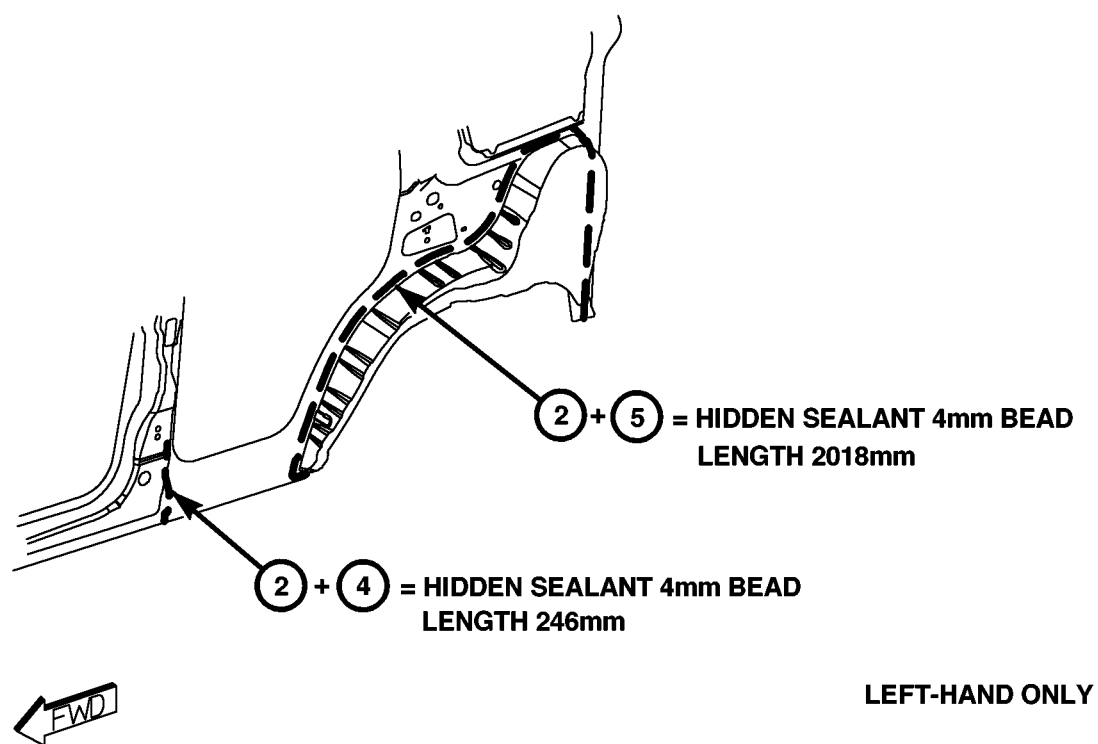 2 + 5 = HIDDEN SEALANT 4mm BEAD
LENGTH 2018mm
2 + 4 = HIDDEN SEALANT 4mm BEAD
LENGTH 246mm
FWD
LEFT-HAND ONLY